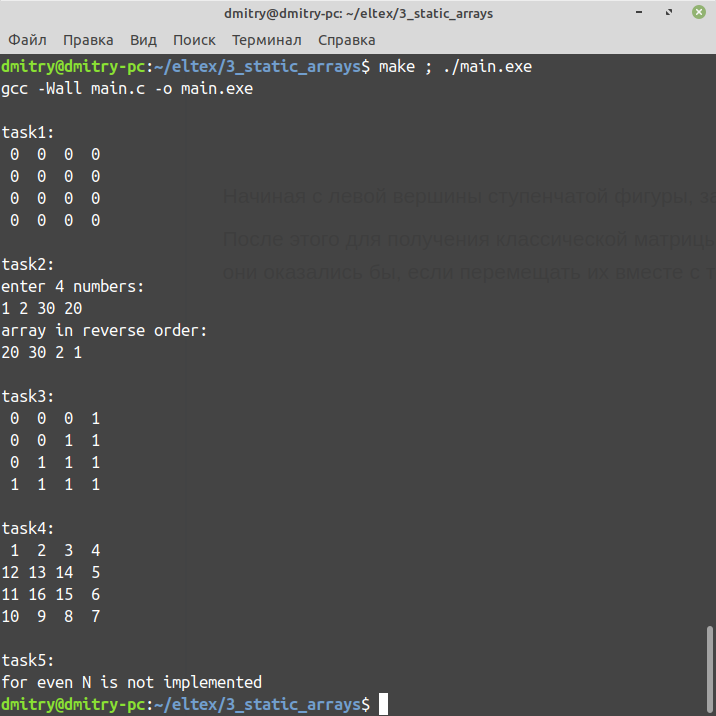 dmitry@dmitry-pc: ~/eltex/3_static_arrays
Файл Правка Вид Поиск Терминал Справка
dmitry@dmitry-pc:~/eltex/3_static_arrays$ make ; ./main.exe
gcc -Wall main.c -o main.exe
task1:
0 0 0 0
0 0 0 0
0 0 0 0
0 0 0 0
Начиная с левой вершины ступенчатой фигуры, за
После этого для получения классической матрицы
они оказались бы, если перемещать их вместе с т
task2:
enter 4 numbers:
1 2 30 20
array in reverse order:
20 30 2 1
task3:
0 0 0 1
0 0 1 1
0 1 1 1
1 1 1 1
task4:
1 2 3 4
12 13 14 5
11 16 15 6
10 9 8 7
task5:
for even N is not implemented
dmitry@dmitry-pc:~/eltex/3_static_arrays$